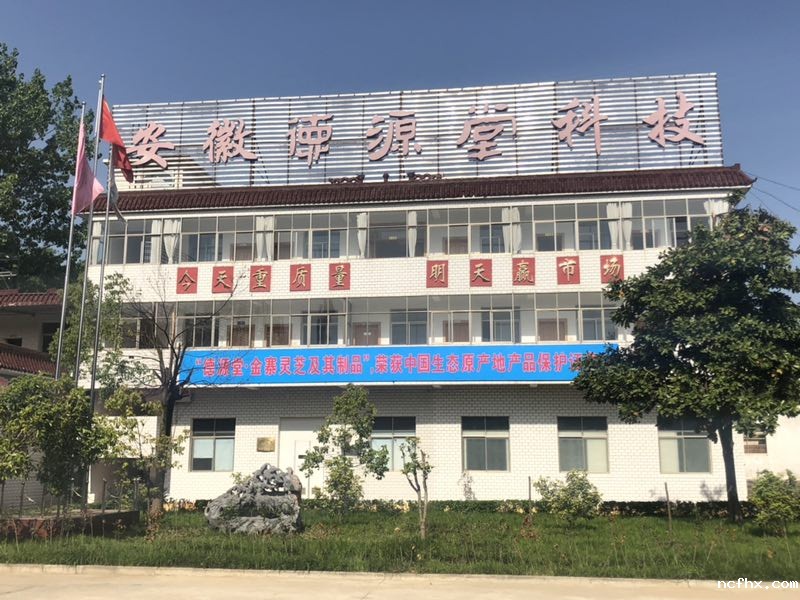 安徽德源堂科技
今天重质量 明天赢市场
"德源堂·金寨灵芝及其制品",荣获中国生态原产地产品保护
www.ncfhx.com